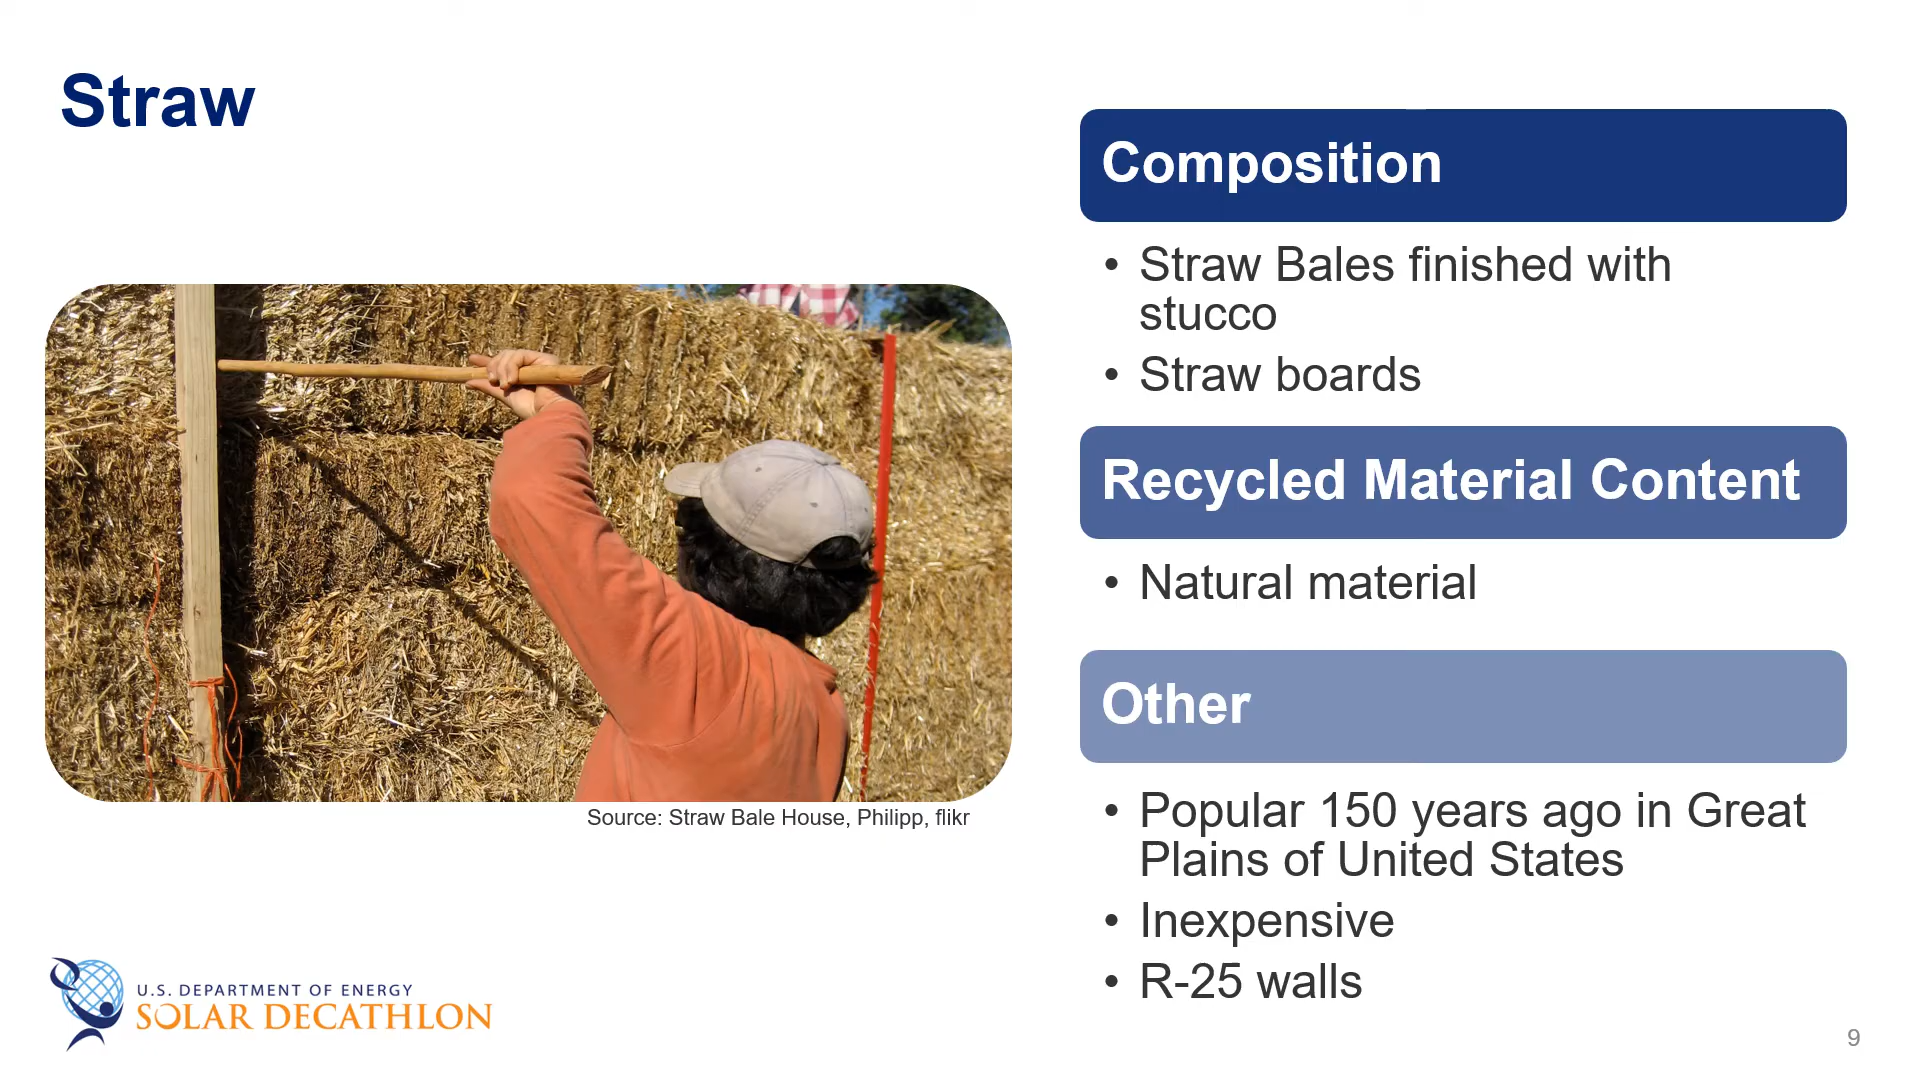 Straw
Composition
• Straw Bales finished with
stucco
• Straw boards
Recycled Material Content
• Natural material
Other
• Popular 150 years ago in Great
Plains of United States
• Inexpensive
• R-25 walls
Source: Straw Bale House, Philipp, flikr
U.S. DEPARTMENT OF ENERGY
SOLAR DECATHLON
9